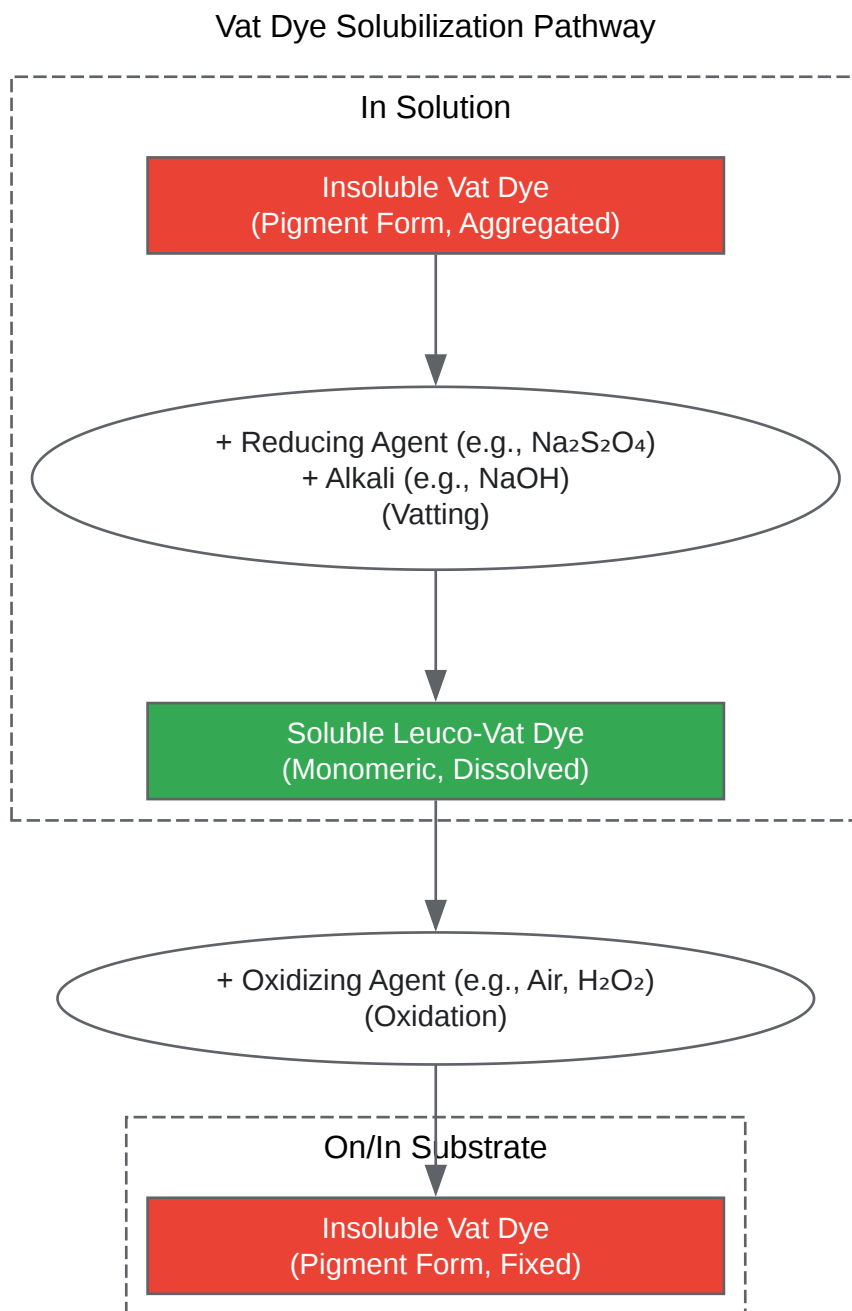 Vat Dye Solubilization Pathway
In Solution
Insoluble Vat Dye
(Pigment Form, Aggregated)
+ Reducing Agent (e.g., Na₂S₂O₄)
+ Alkali (e.g., NaOH)
(Vatting)
Soluble Leuco-Vat Dye
(Monomeric, Dissolved)
+ Oxidizing Agent (e.g., Air, H₂O₂)
(Oxidation)
On/In Substrate
Insoluble Vat Dye
(Pigment Form, Fixed)